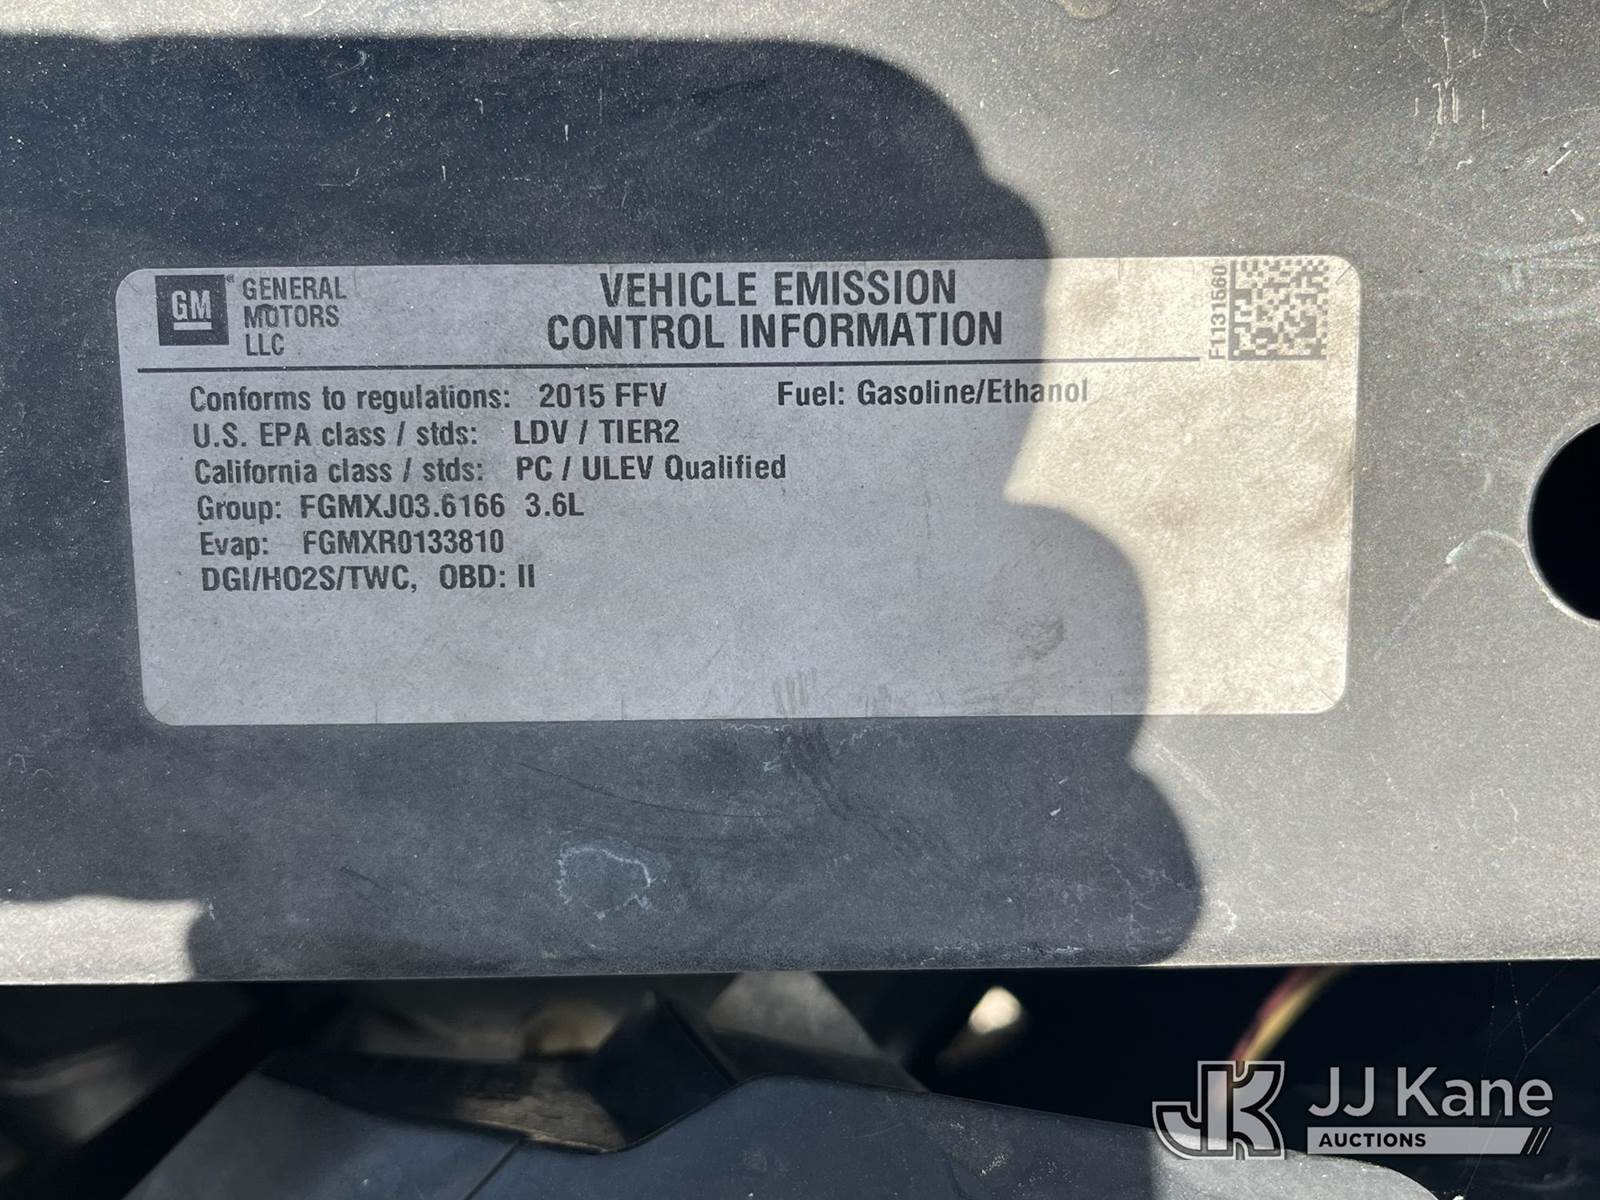 GM GENERAL MOTORS LLC
VEHICLE EMISSION
CONTROL INFORMATION
F1131560
Conforms to regulations: 2015 FFV Fuel: Gasoline/Ethanol
U.S. EPA class / stds: LDV / TIER2
California class / stds: PC / ULEV Qualified
Group: FGMXJ03.6166 3.6L
Evap: FGMXR0133810
DGI/HO2S/TWC, OBD: II
JK JJ Kane
AUCTIONS